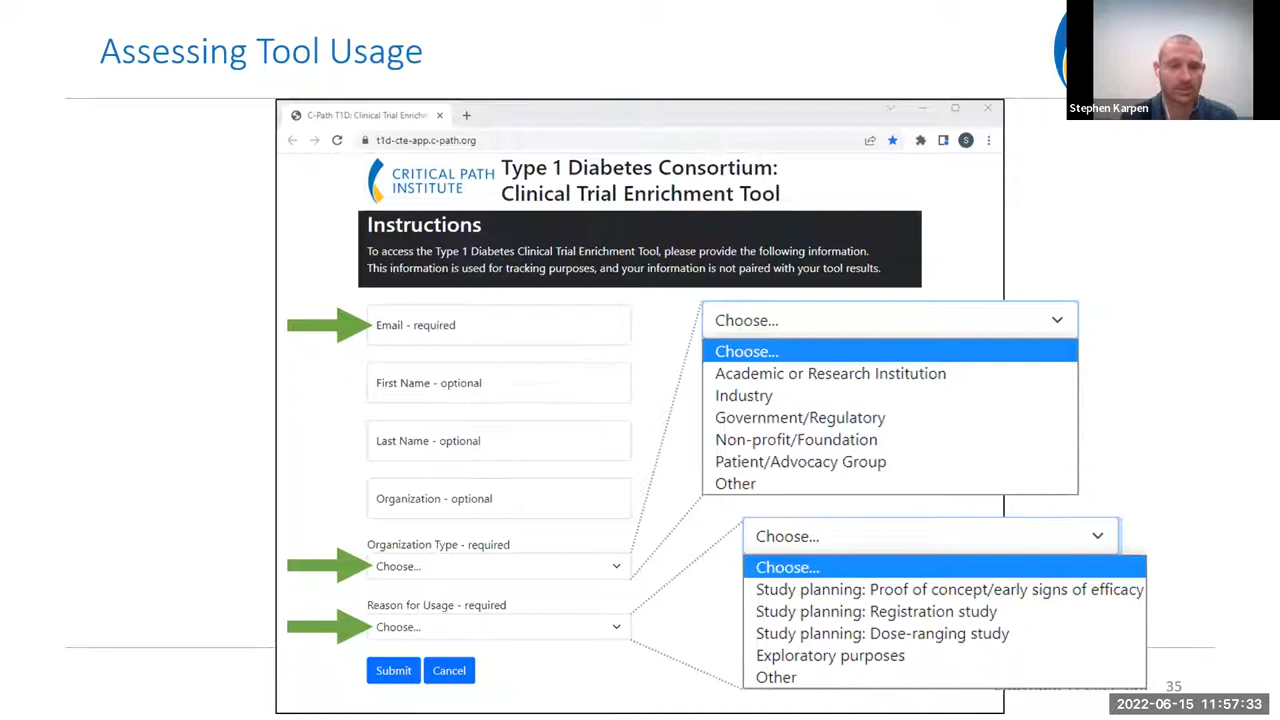 Assessing Tool Usage
Stephen Karpen
C-Path T1D: Clinical Trial Enrichm
t1d-cte-app.c-path.org
S
CRITICAL PATH
INSTITUTE
Type 1 Diabetes Consortium:
Clinical Trial Enrichment Tool
Instructions
To access the Type 1 Diabetes Clinical Trial Enrichment Tool, please provide the following information.
This information is used for tracking purposes, and your information is not paired with your tool results.
Email - required
First Name - optional
Last Name - optional
Organization - optional
Organization Type - required
Choose...
Reason for Usage - required
Choose...
Submit
Cancel
Choose...
Choose...
Academic or Research Institution
Industry
Government/Regulatory
Non-profit/Foundation
Patient/Advocacy Group
Other
Choose...
Choose...
Study planning: Proof of concept/early signs of efficacy
Study planning: Registration study
Study planning: Dose-ranging study
Exploratory purposes
Other
35
2022-06-15 11:57:33